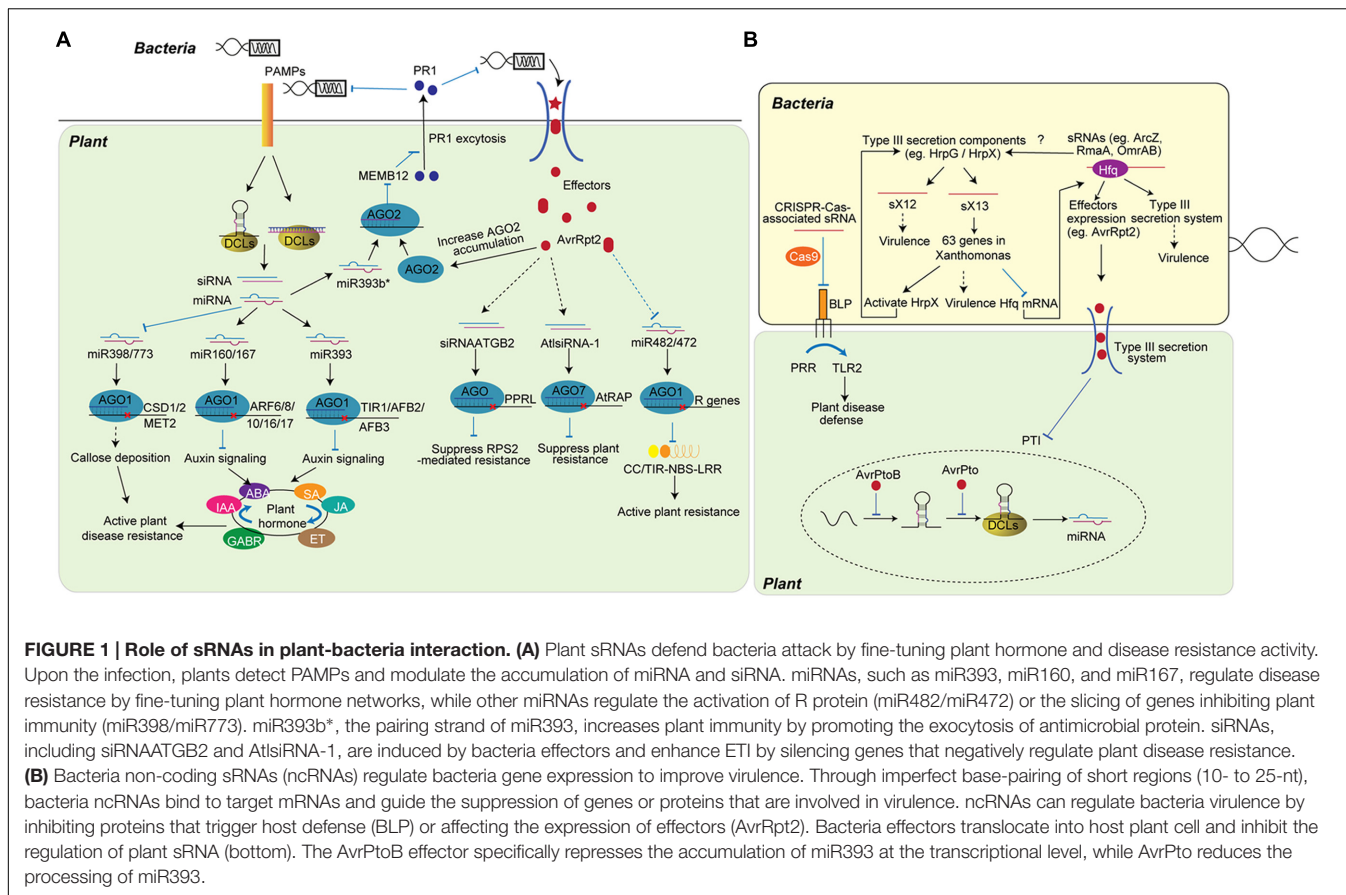 A
Bacteria
PAMPs
PR1
PR1 excytosis
Plant
MEMB12
AGO2
Effectors
DCLs
DCLs
Increase AGO2
accumulation
AvrRpt2
AGO2
miR393b*
siRNA
miRNA
miR398/773
miR160/167
miR393
siRNAATGB2
AtlsiRNA-1
miR482/472
AGO1
CSD1/2
MET2
AGO1
ARF6/8/
10/16/17
AGO1
TIR1/AFB2/
AFB3
AGO
PPRL
AGO7
AtRAP
AGO1
R genes
Callose deposition
Auxin signaling
Auxin signaling
Suppress RPS2
-mediated resistance
Suppress plant
resistance
CC/TIR-NBS-LRR
Active plant resistance
ABA
SA
IAA
JA
Plant
hormone
GABR
ET
Active plant
disease resistance
B
Bacteria
Type III secretion components
(eg. HrpG / HrpX)
?
sRNAs (eg. ArcZ,
RmaA, OmrAB)
Hfq
CRISPR-Cas-
associated sRNA
sX12
sX13
Effectors
expression
(eg. AvrRpt2)
Type III
secretion system
Virulence
Virulence
63 genes in
Xanthomonas
Cas9
BLP
Activate HrpX
Virulence
Hfq mRNA
Type III secretion
system
PRR
TLR2
Plant disease
defense
PTI
AvrPtoB
AvrPto
DCLs
miRNA
Plant
FIGURE 1 | Role of sRNAs in plant-bacteria interaction. (A) Plant sRNAs defend bacteria attack by fine-tuning plant hormone and disease resistance activity.
Upon the infection, plants detect PAMPs and modulate the accumulation of miRNA and siRNA. miRNAs, such as miR393, miR160, and miR167, regulate disease
resistance by fine-tuning plant hormone networks, while other miRNAs regulate the activation of R protein (miR482/miR472) or the slicing of genes inhibiting plant
immunity (miR398/miR773). miR393b*, the pairing strand of miR393, increases plant immunity by promoting the exocytosis of antimicrobial protein. siRNAs,
including siRNAATGB2 and AtlsiRNA-1, are induced by bacteria effectors and enhance ETI by silencing genes that negatively regulate plant disease resistance.
(B) Bacteria non-coding sRNAs (ncRNAs) regulate bacteria gene expression to improve virulence. Through imperfect base-pairing of short regions (10- to 25-nt),
bacteria ncRNAs bind to target mRNAs and guide the suppression of genes or proteins that are involved in virulence. ncRNAs can regulate bacteria virulence by
inhibiting proteins that trigger host defense (BLP) or affecting the expression of effectors (AvrRpt2). Bacteria effectors translocate into host plant cell and inhibit the
regulation of plant sRNA (bottom). The AvrPtoB effector specifically represses the accumulation of miR393 at the transcriptional level, while AvrPto reduces the
processing of miR393.